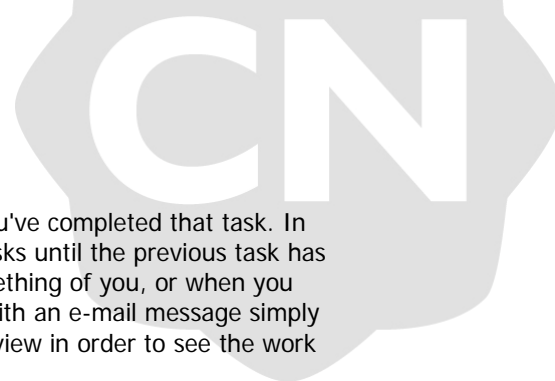 CN
u've completed that task. In
sks until the previous task has
ething of you, or when you
ith an e-mail message simply
view in order to see the work